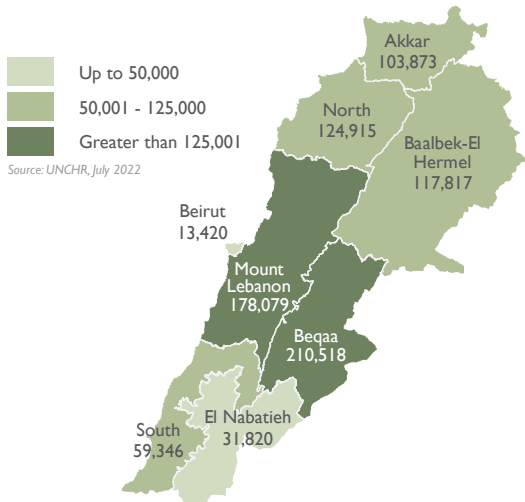 Up to 50,000
50,001 - 125,000
Greater than 125,001
Source: UNCHR, July 2022
Akkar
103,873
North
124,915
Baalbek-El
Hermel
117,817
Beirut
13,420
Mount
Lebanon
178,079
Beqaa
210,518
El Nabatieh
31,820
South
59,346